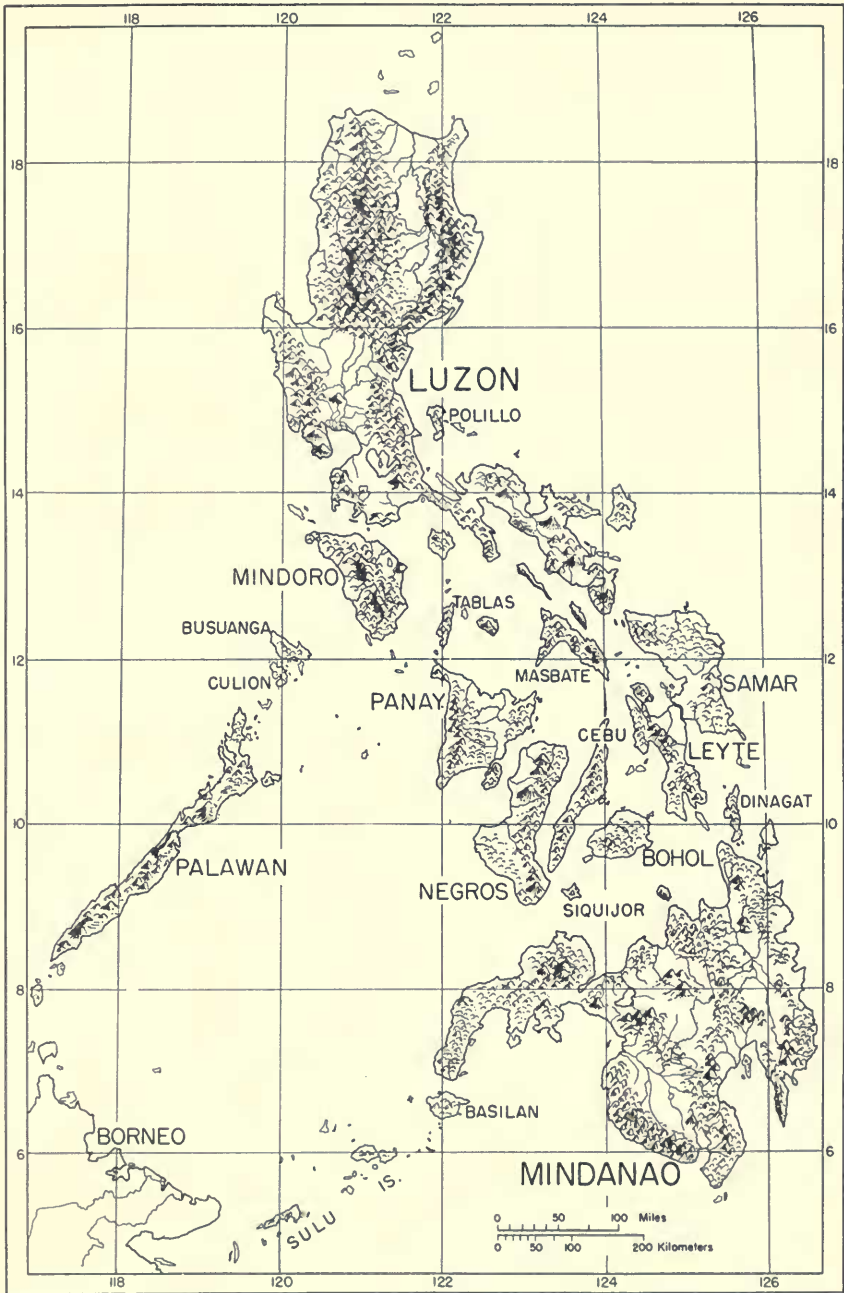 118 120 122 124 126
18 18
16 16
LUZON
POLILLO
14 14
MINDORO
TABLAS
BUSUANGA
12 12
MASBATE
CULION
SAMAR
PANAY
CEBU
LEYTE
DINAGAT
10 10
BOHOL
PALAWAN
NEGROS
SIQUIJOR
8 8
BASILAN
BORNEO
6 6
MINDANAO
SULU IS.
0 50 100 Miles
0 50 100 200 Kilometers
118 120 122 124 126